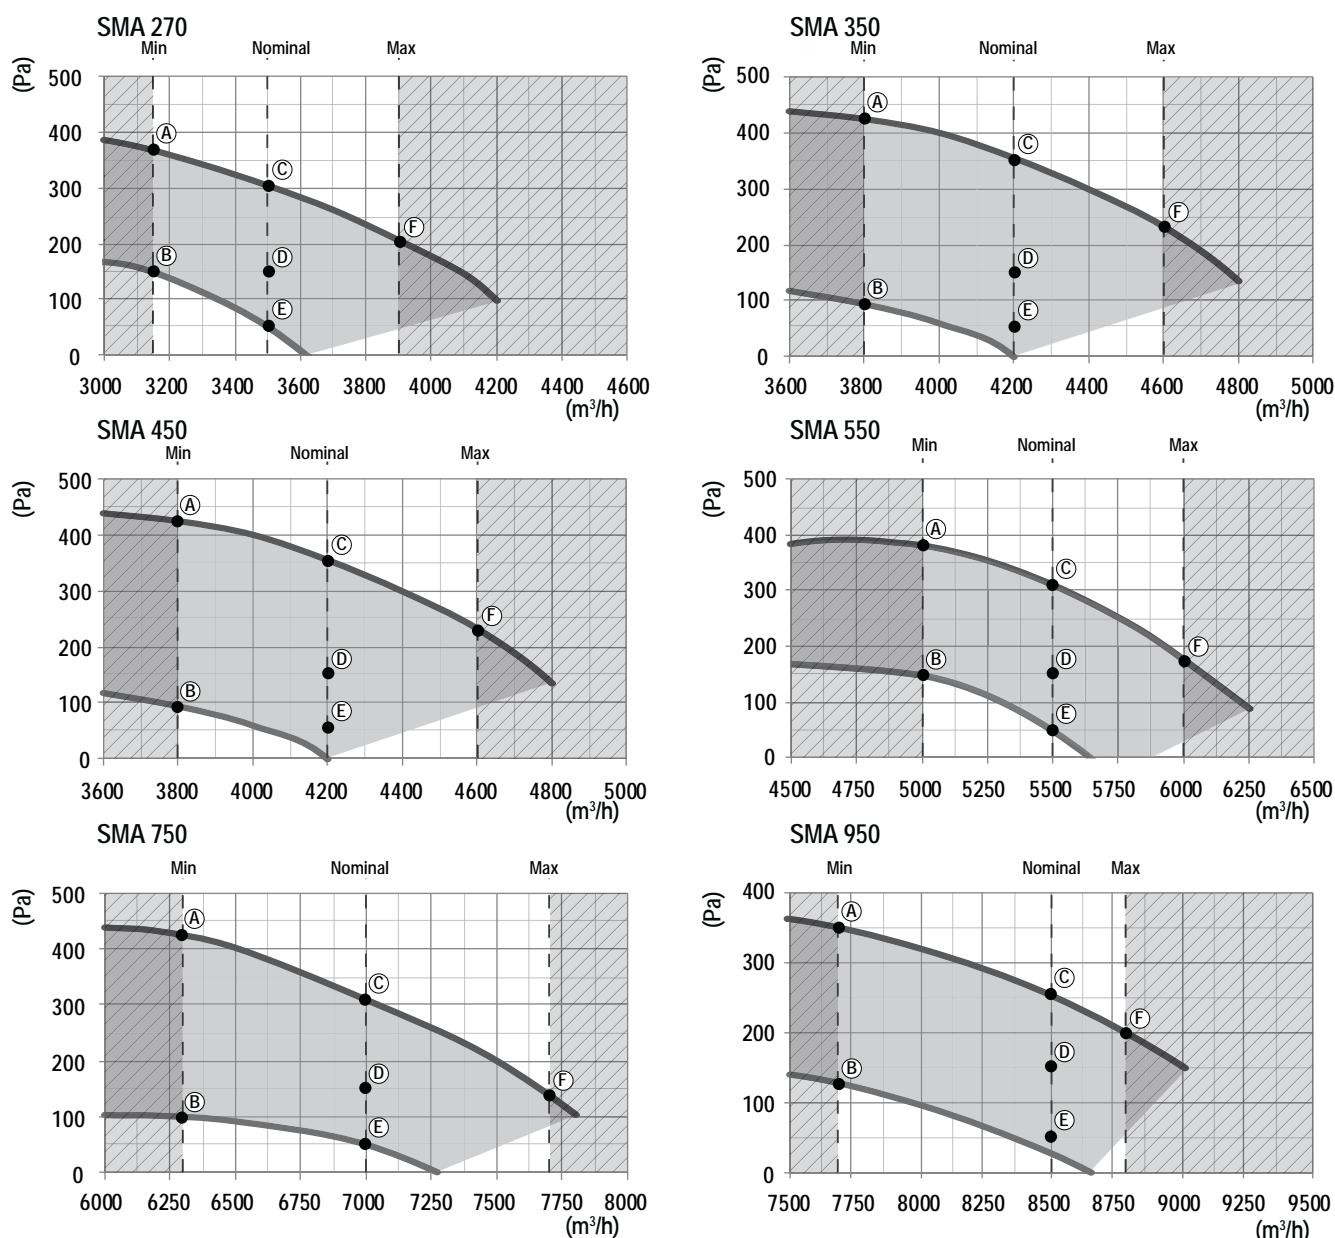 SMA 270
Min Nominal Max
(Pa)
500
A
400
C
300
F
200
B D
100
E
0
3000 3200 3400 3600 3800 4000 4200 4400 4600
(m³/h)
SMA 350
Min Nominal Max
(Pa)
500
A
400
C
300
F
200
D
B
100
E
0
3600 3800 4000 4200 4400 4600 4800 5000
(m³/h)
SMA 450
Min Nominal Max
(Pa)
500
A
400
C
300
F
200
D
B
100
E
0
3600 3800 4000 4200 4400 4600 4800 5000
(m³/h)
SMA 550
Min Nominal Max
(Pa)
500
A
400
C
300
F
200
B D
100
E
0
4500 4750 5000 5250 5500 5750 6000 6250 6500
(m³/h)
SMA 750
Min Nominal Max
(Pa)
500
A
400
C
300
200
D F
B
100
E
0
6000 6250 6500 6750 7000 7250 7500 7750 8000
(m³/h)
SMA 950
Min Nominal Max
(Pa)
400
A
300
C
F
200
D
B
100
E
0
7500 7750 8000 8250 8500 8750 9000 9250 9500
(m³/h)